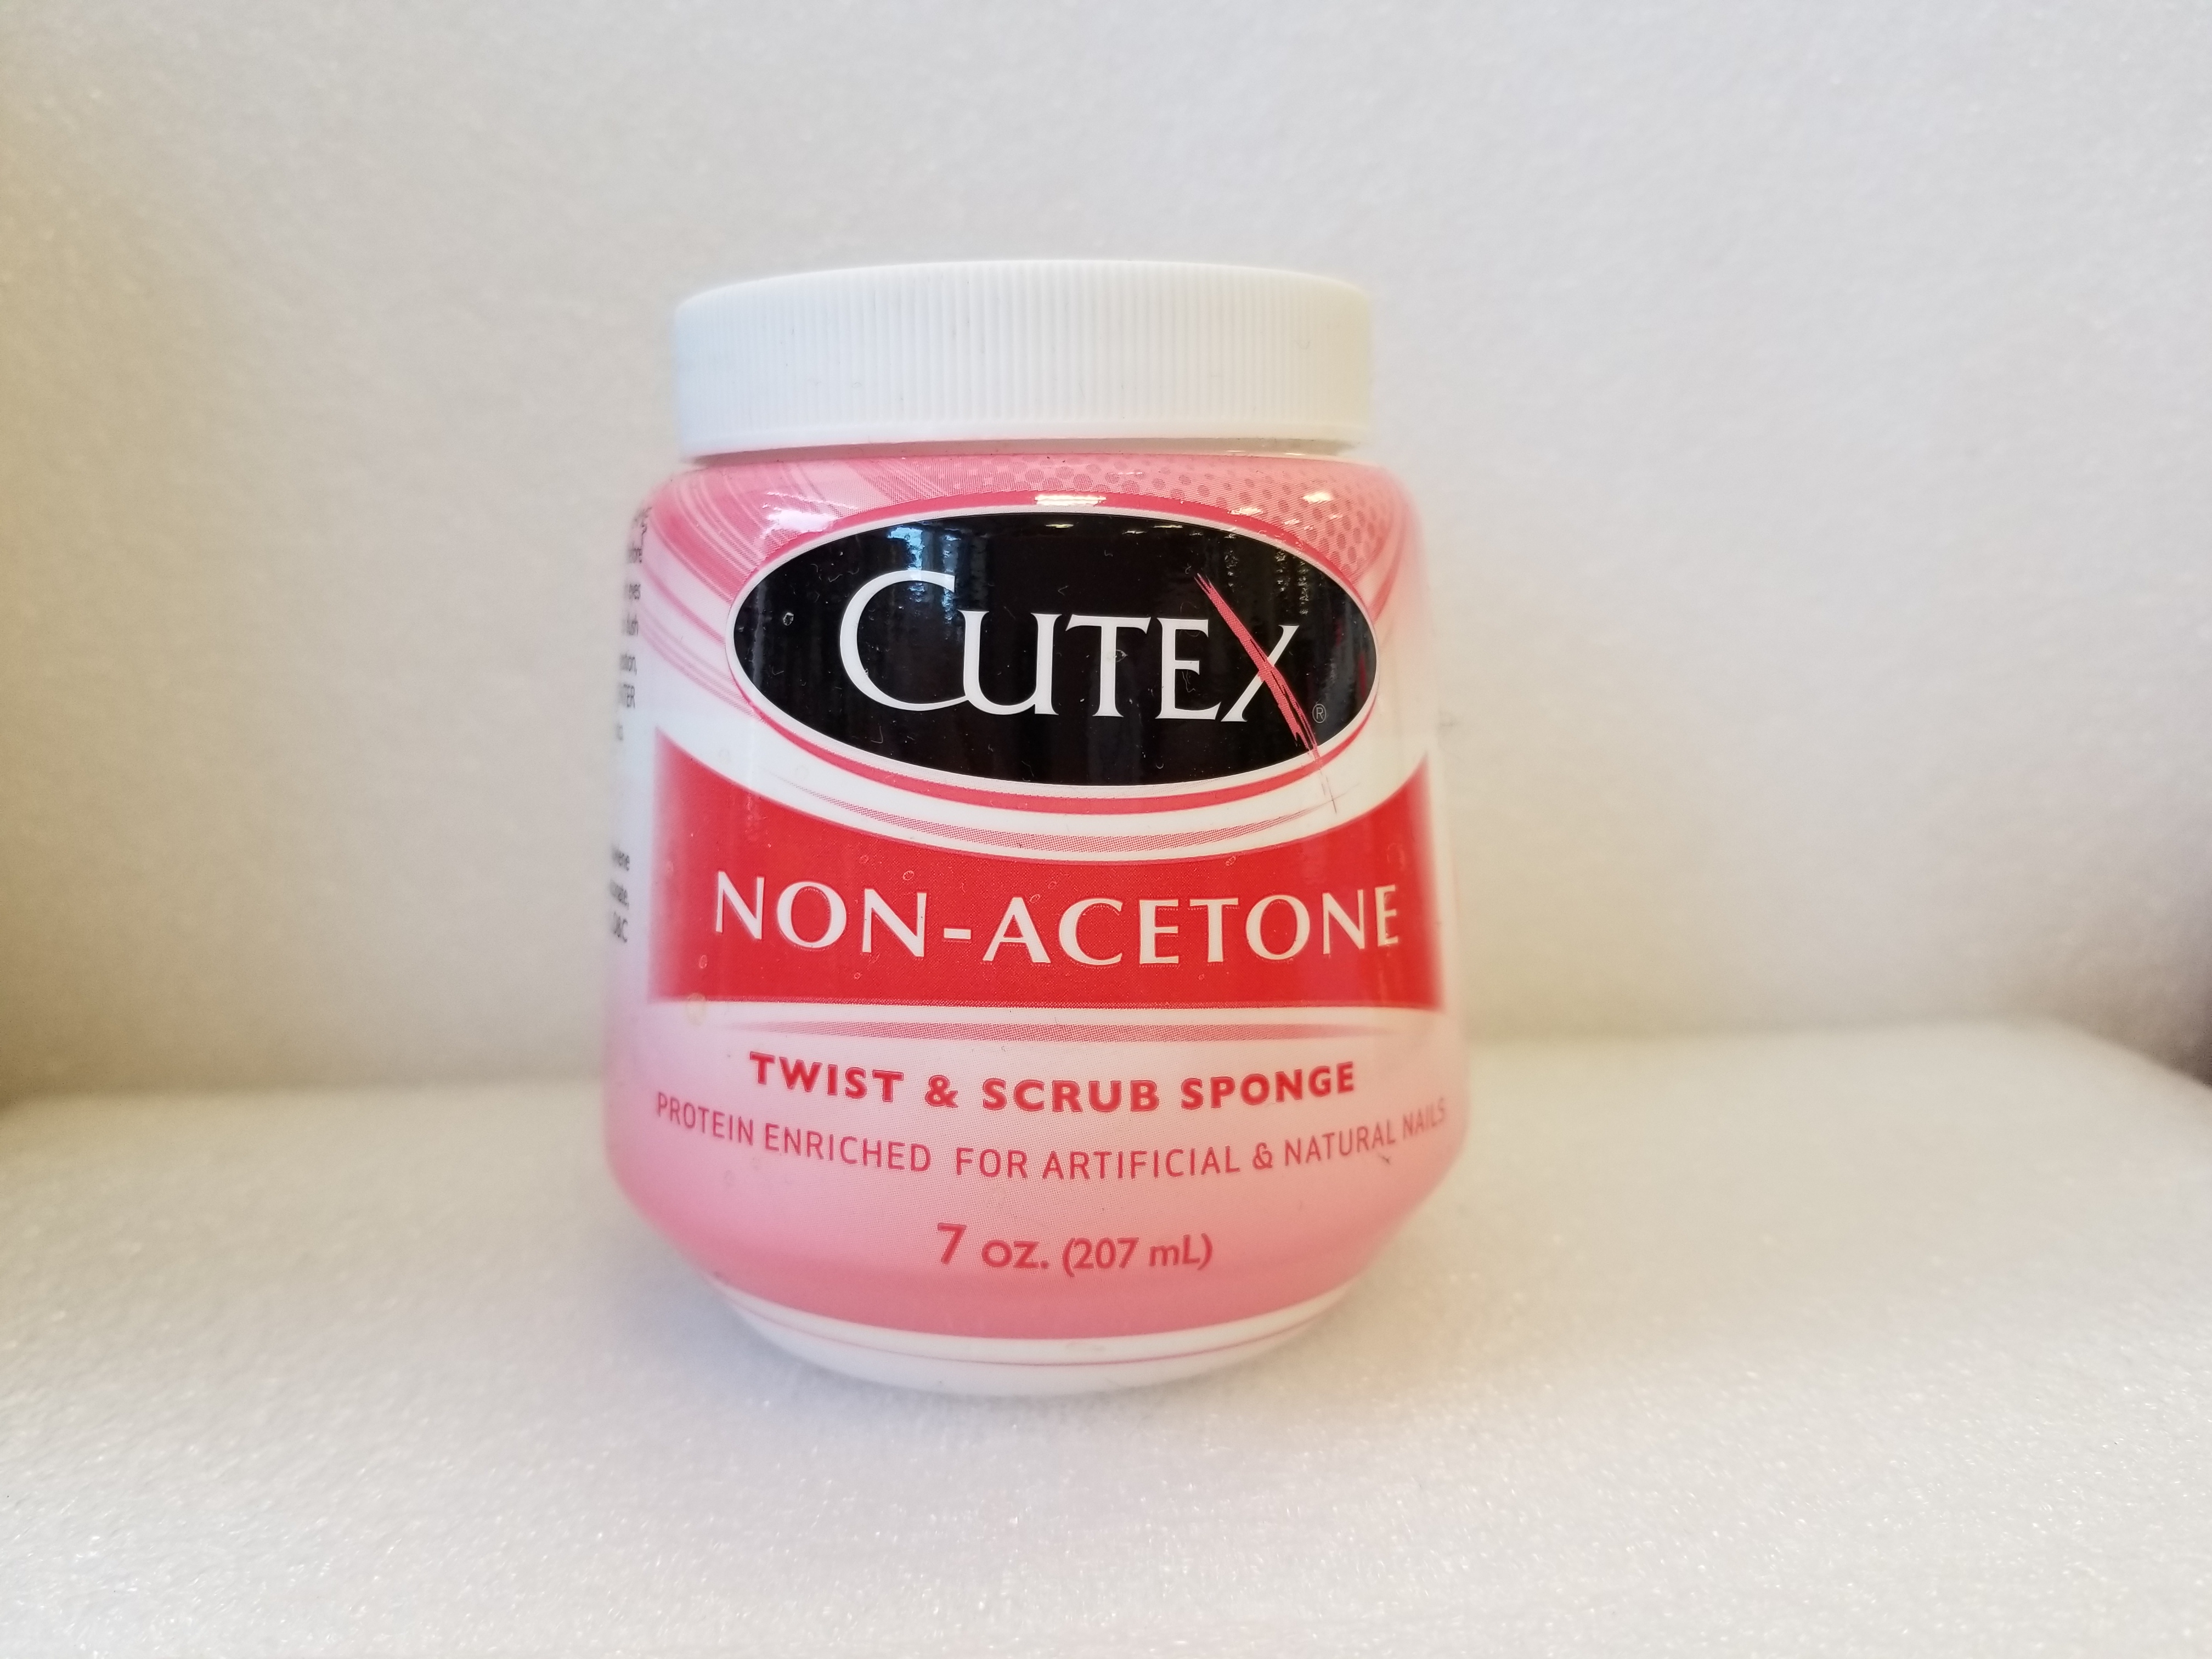 CUTEX®
NON-ACETONE
TWIST & SCRUB SPONGE
PROTEIN ENRICHED FOR ARTIFICIAL & NATURAL NAILS
7 OZ. (207 mL)